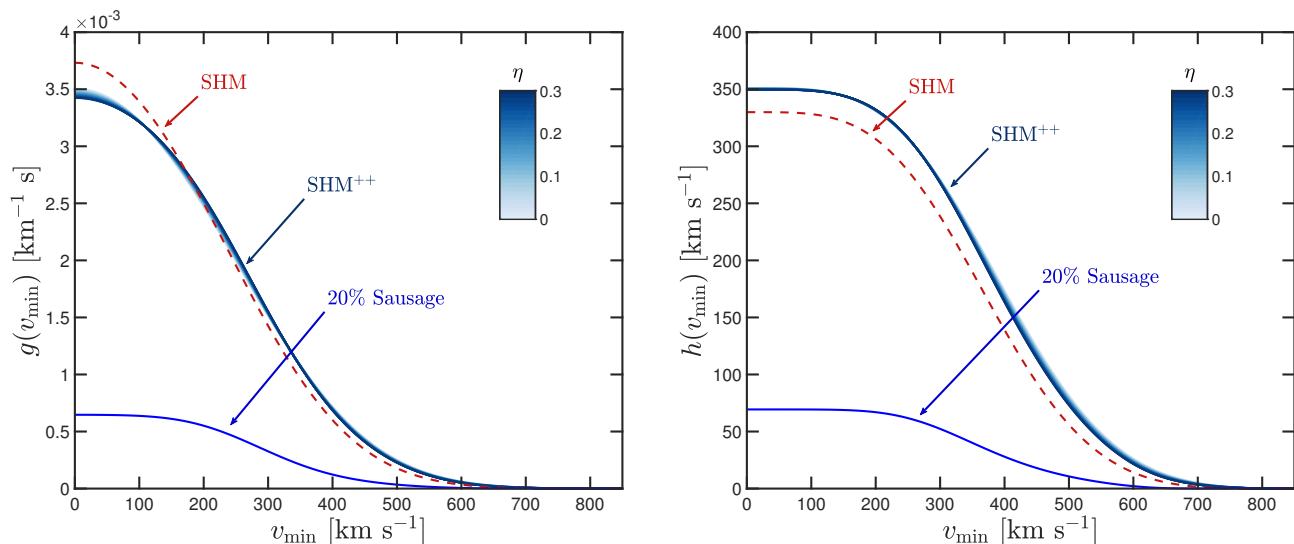 ×10⁻³
4
3.5
3
2.5
2
1.5
1
0.5
0
g(v_min) [km⁻¹ s]
0 100 200 300 400 500 600 700 800
v_min [km s⁻¹]
SHM
SHM⁺⁺
20% Sausage
η
0.3
0.2
0.1
0
400
350
300
250
200
150
100
50
0
h(v_min) [km s⁻¹]
0 100 200 300 400 500 600 700 800
v_min [km s⁻¹]
SHM
SHM⁺⁺
20% Sausage
η
0.3
0.2
0.1
0